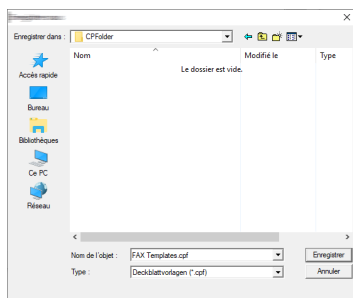 Enregistrer dans :
CPFolder
Nom
Modifié le
Type
Le dossier est vide.
Accès rapide
Bureau
Bibliothèques
Ce PC
Réseau
Nom de l'objet :
FAX Templates.cpf
Enregistrer
Type :
Deckblattvorlagen (*.cpf)
Annuler